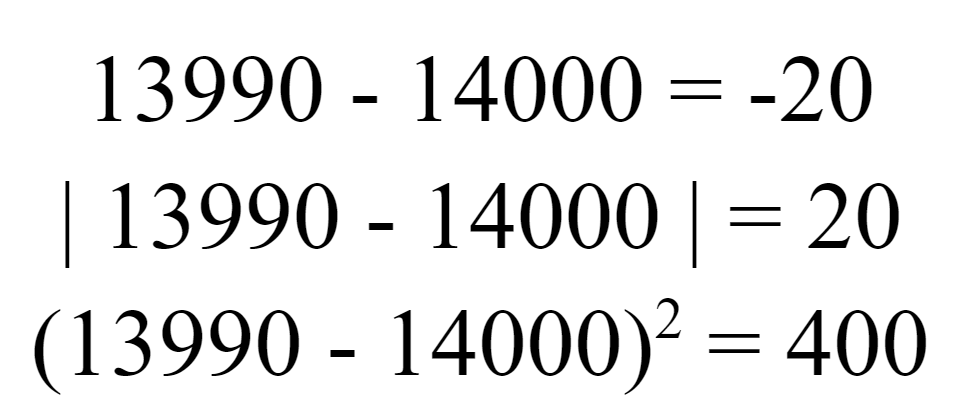 13990 - 14000 = -20
| 13990 - 14000 | = 20
(13990 - 14000)² = 400